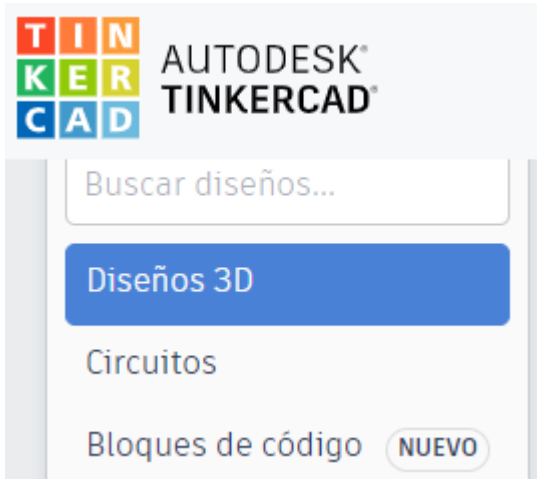 TIN
KER
CAD
AUTODESK®
TINKERCAD®
Buscar diseños...
Diseños 3D
Circuitos
Bloques de código NUEVO